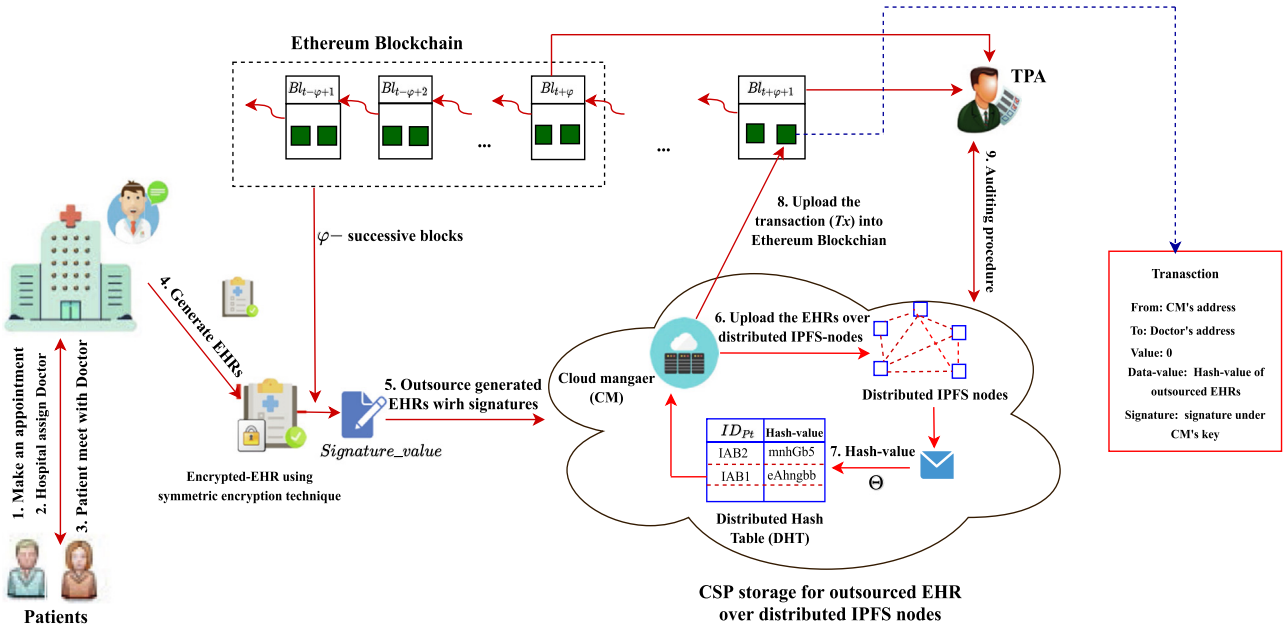 Ethereum Blockchain
TPA
Bl_{t-φ+1}
Bl_{t-φ+2}
Bl_{t+φ}
Bl_{t+φ+1}
...
...
φ− successive blocks
8. Upload the
transaction (Tx) into
Ethereum Blockchian
9. Auditing procedure
Tranasction
From: CM's address
To: Doctor's address
Value: 0
Data-value: Hash-value of
outsourced EHRs
Signature: signature under
CM's key
4. Generate EHRs
1. Make an appointment
2. Hospital assign Doctor
3. Patient meet with Doctor
Patients
Encrypted-EHR using
symmetric encryption technique
Signature_value
5. Outsource generated
EHRs wirh signatures
Cloud mangaer
(CM)
6. Upload the EHRs over
distributed IPFS-nodes
Distributed IPFS nodes
7. Hash-value
Θ
ID_{Pt} Hash-value
IAB2 mnhGb5
IAB1 eAhngbb
Distributed Hash
Table (DHT)
CSP storage for outsourced EHR
over distributed IPFS nodes